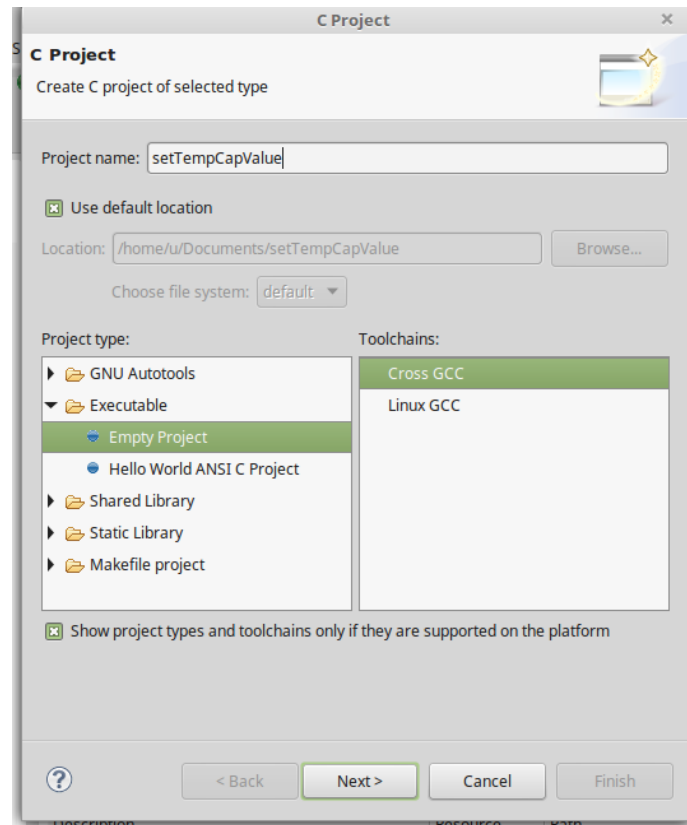 C Project
S
C Project
Create C project of selected type
Project name: setTempCapValue
Use default location
Location: /home/u/Documents/setTempCapValue Browse...
Choose file system: default
Project type: Toolchains:
GNU Autotools Cross GCC
Executable Linux GCC
Empty Project
Hello World ANSI C Project
Shared Library
Static Library
Makefile project
Show project types and toolchains only if they are supported on the platform
? < Back Next > Cancel Finish
Description Resource Path